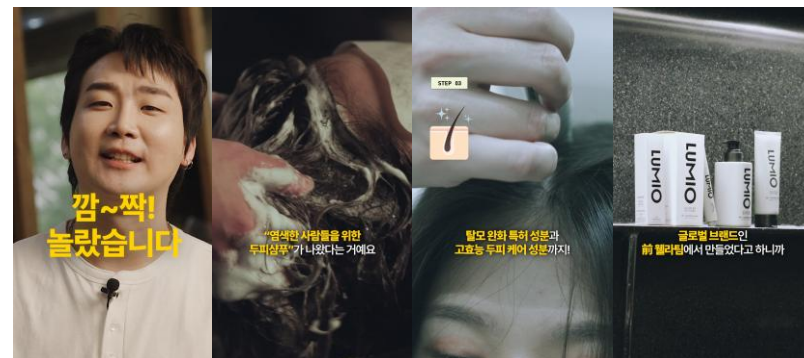 깜~짝!
놀랐습니다
"염색한 사람들을 위한
두피샴푸"가 나왔다는 거예요
STEP 03
탈모 완화 특허 성분과
고효능 두피 케어 성분까지!
LUMIO
LUMIO
LUMIO
LUMIO
글로벌 브랜드인
前 웰라팀에서 만들었다고 하니까